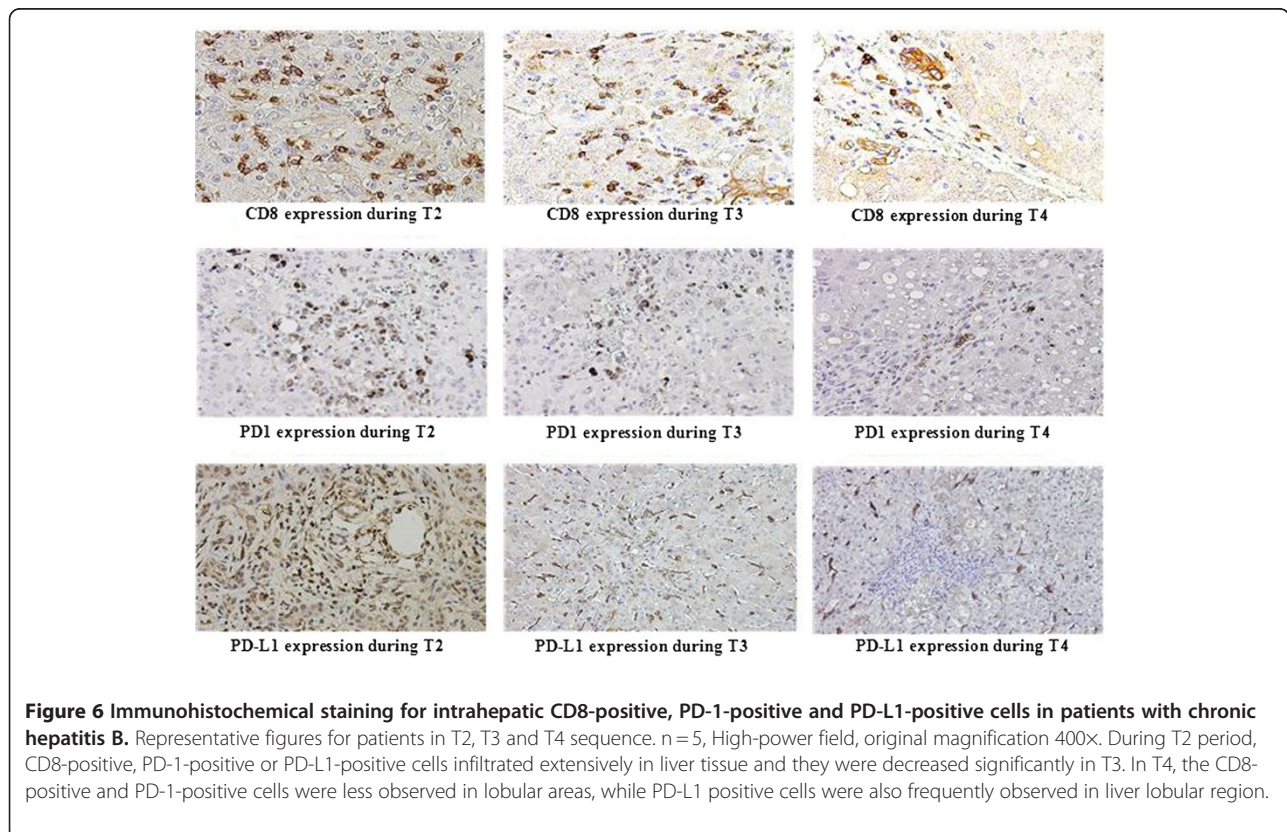 CD8 expression during T2
CD8 expression during T3
CD8 expression during T4
PD1 expression during T2
PD1 expression during T3
PD1 expression during T4
PD-L1 expression during T2
PD-L1 expression during T3
PD-L1 expression during T4
Figure 6 Immunohistochemical staining for intrahepatic CD8-positive, PD-1-positive and PD-L1-positive cells in patients with chronic
hepatitis B. Representative figures for patients in T2, T3 and T4 sequence. n = 5, High-power field, original magnification 400×. During T2 period,
CD8-positive, PD-1-positive or PD-L1-positive cells infiltrated extensively in liver tissue and they were decreased significantly in T3. In T4, the CD8-
positive and PD-1-positive cells were less observed in lobular areas, while PD-L1 positive cells were also frequently observed in liver lobular region.